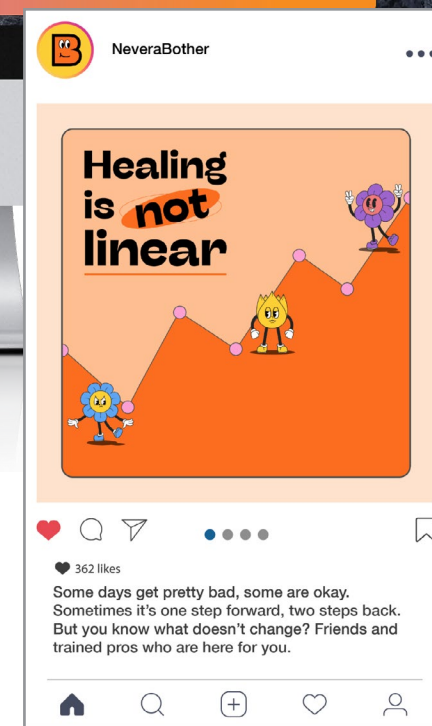 B
NeveraBother
Healing
is not
linear
362 likes
Some days get pretty bad, some are okay.
Sometimes it’s one step forward, two steps back.
But you know what doesn’t change? Friends and
trained pros who are here for you.